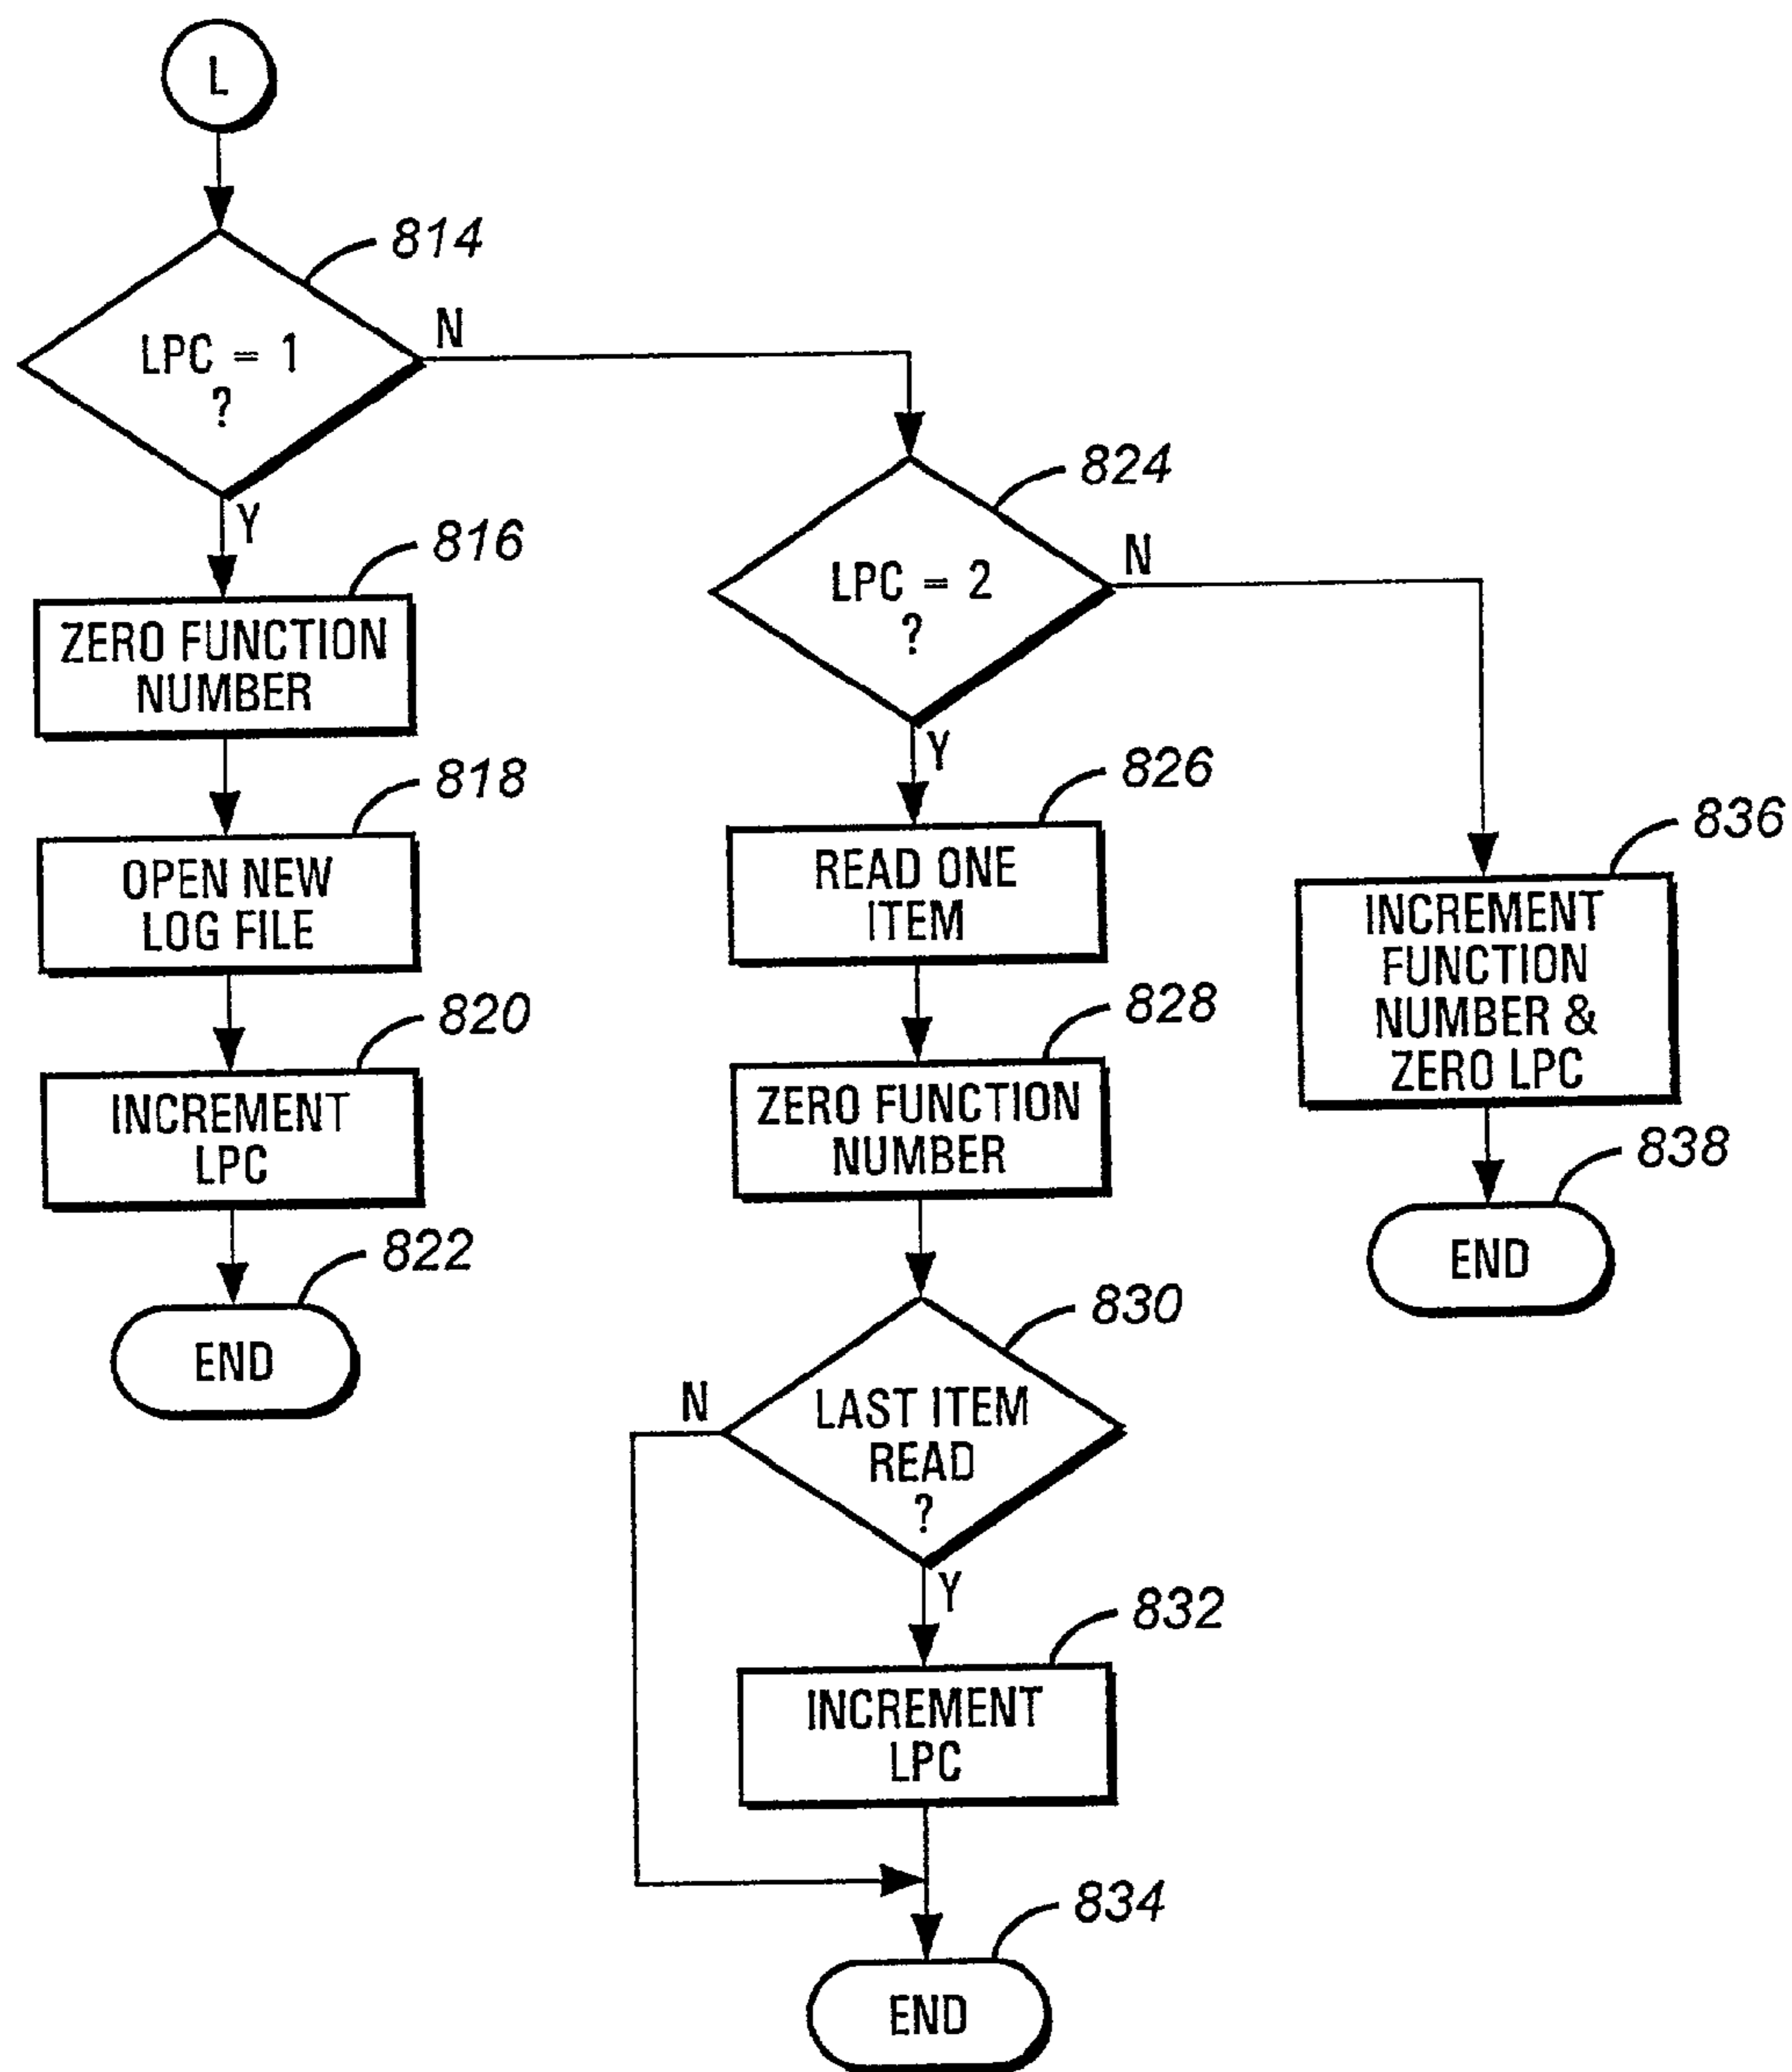 L
814
LPC = 1
?
N
Y
816
ZERO FUNCTION
NUMBER
818
OPEN NEW
LOG FILE
820
INCREMENT
LPC
822
END
824
LPC = 2
?
N
Y
826
READ ONE
ITEM
828
ZERO FUNCTION
NUMBER
830
LAST ITEM
READ
?
N
Y
832
INCREMENT
LPC
834
END
836
INCREMENT
FUNCTION
NUMBER &
ZERO LPC
838
END